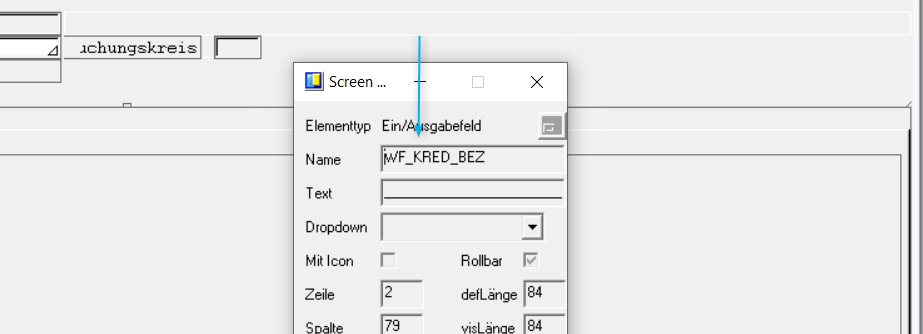 uchungskreis
Screen ...
Elementtyp Ein/Ausgabefeld
Name WF_KRED_BEZ
Text
Dropdown
Mit Icon Rollbar
Zeile 2 defLänge 84
Spalte 79 visLänge 84